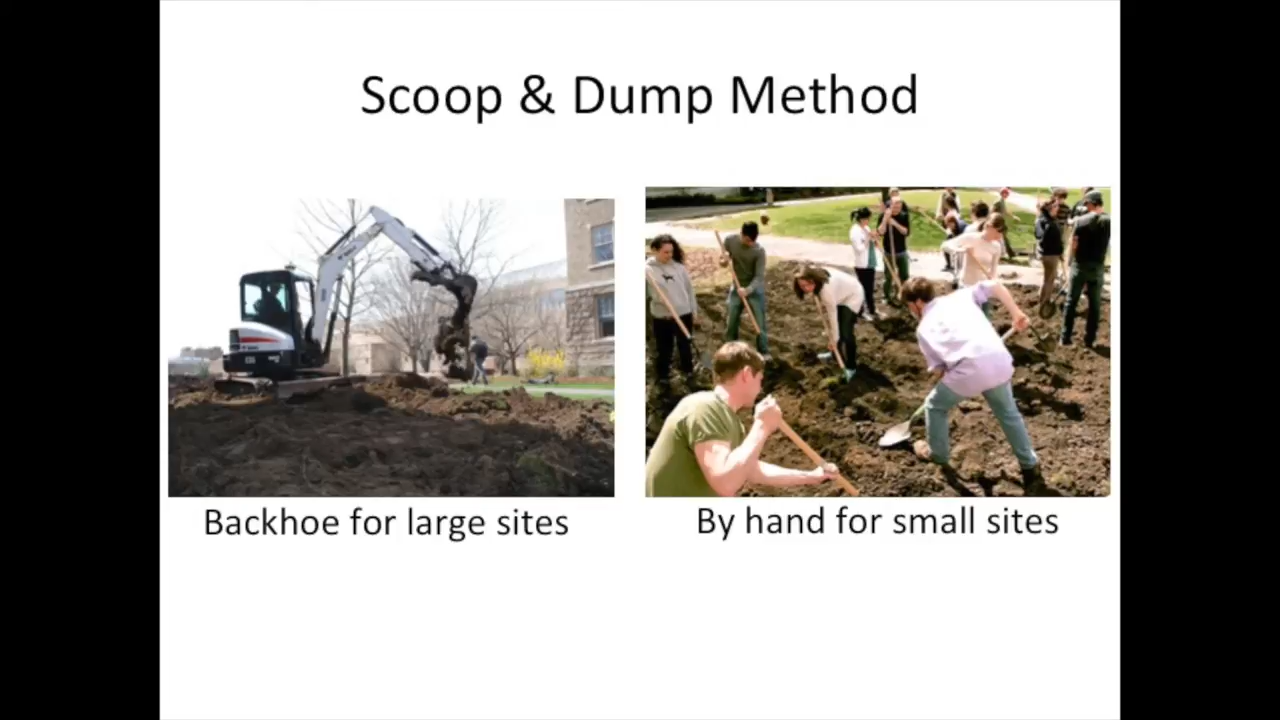 Scoop & Dump Method
Backhoe for large sites
By hand for small sites